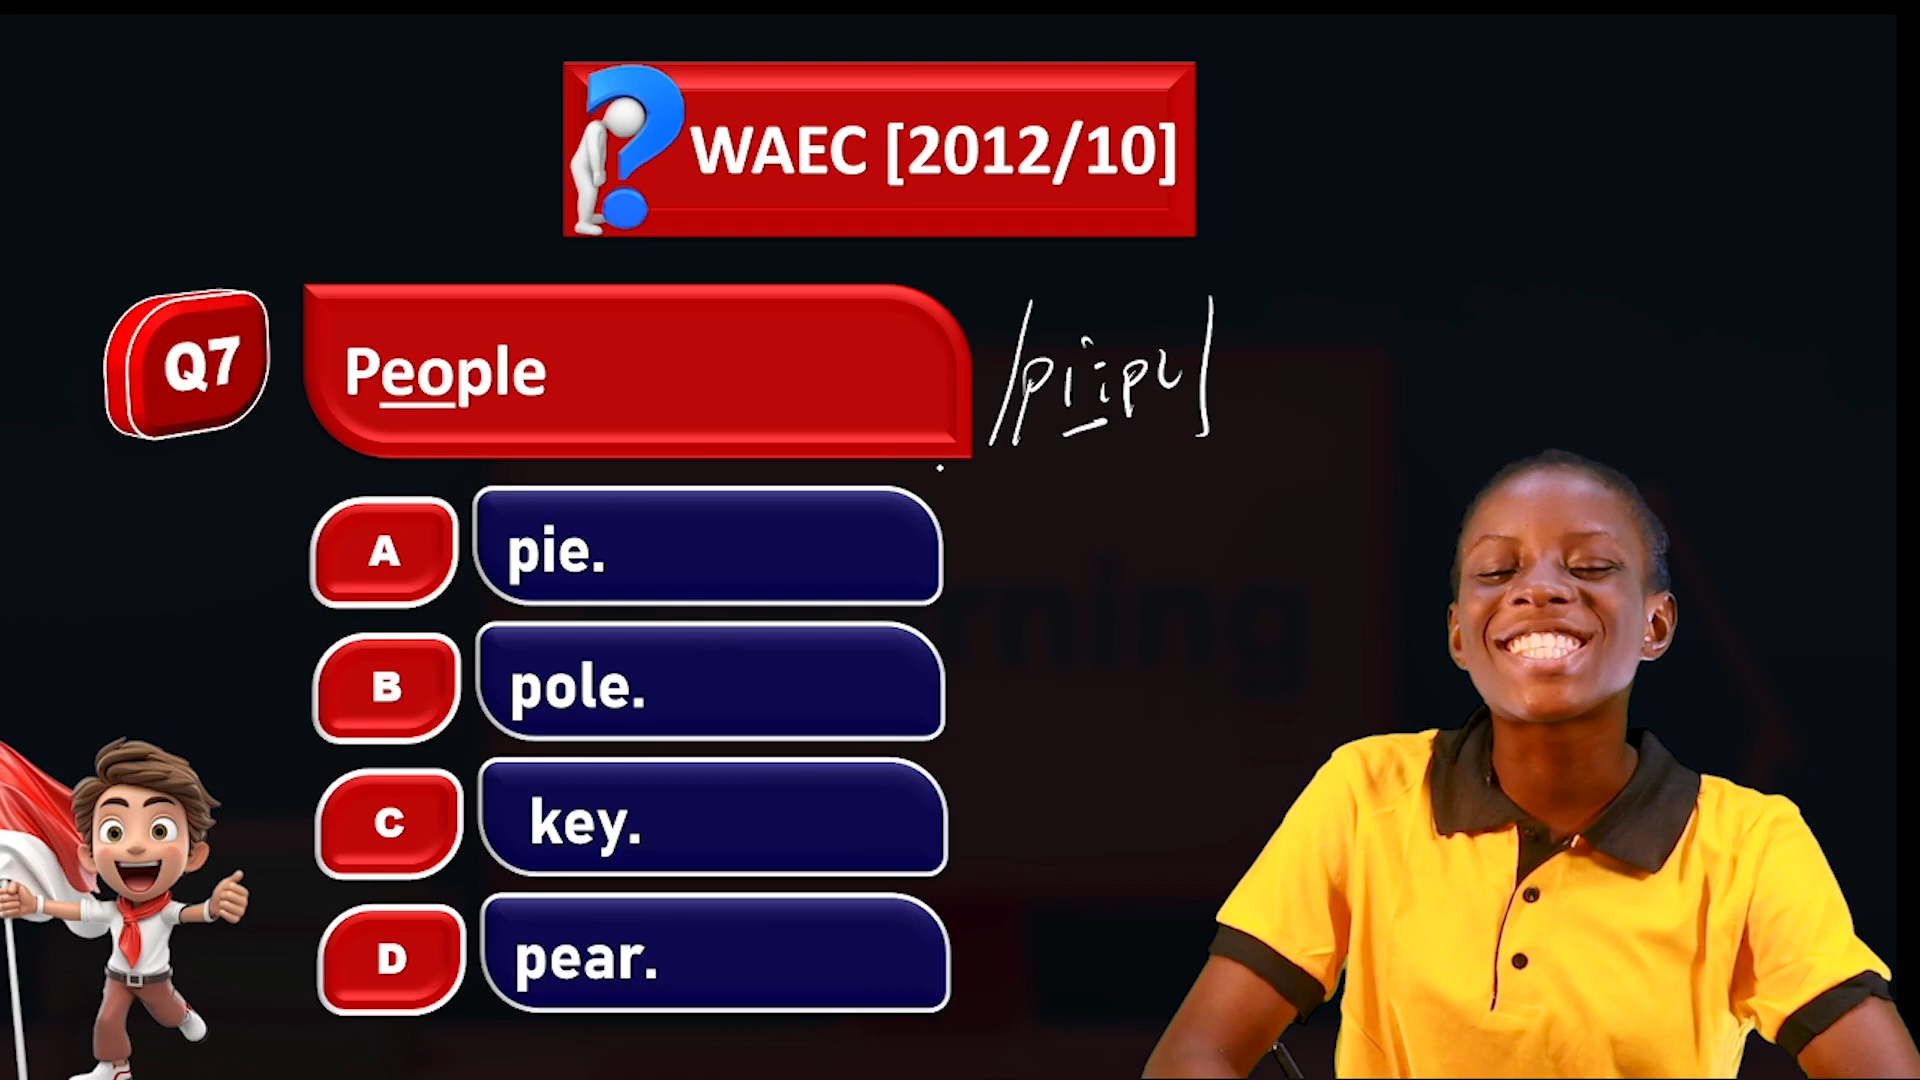 WAEC [2012/10]
Q7
People
/pi:pl/
A
pie.
B
pole.
C
key.
D
pear.